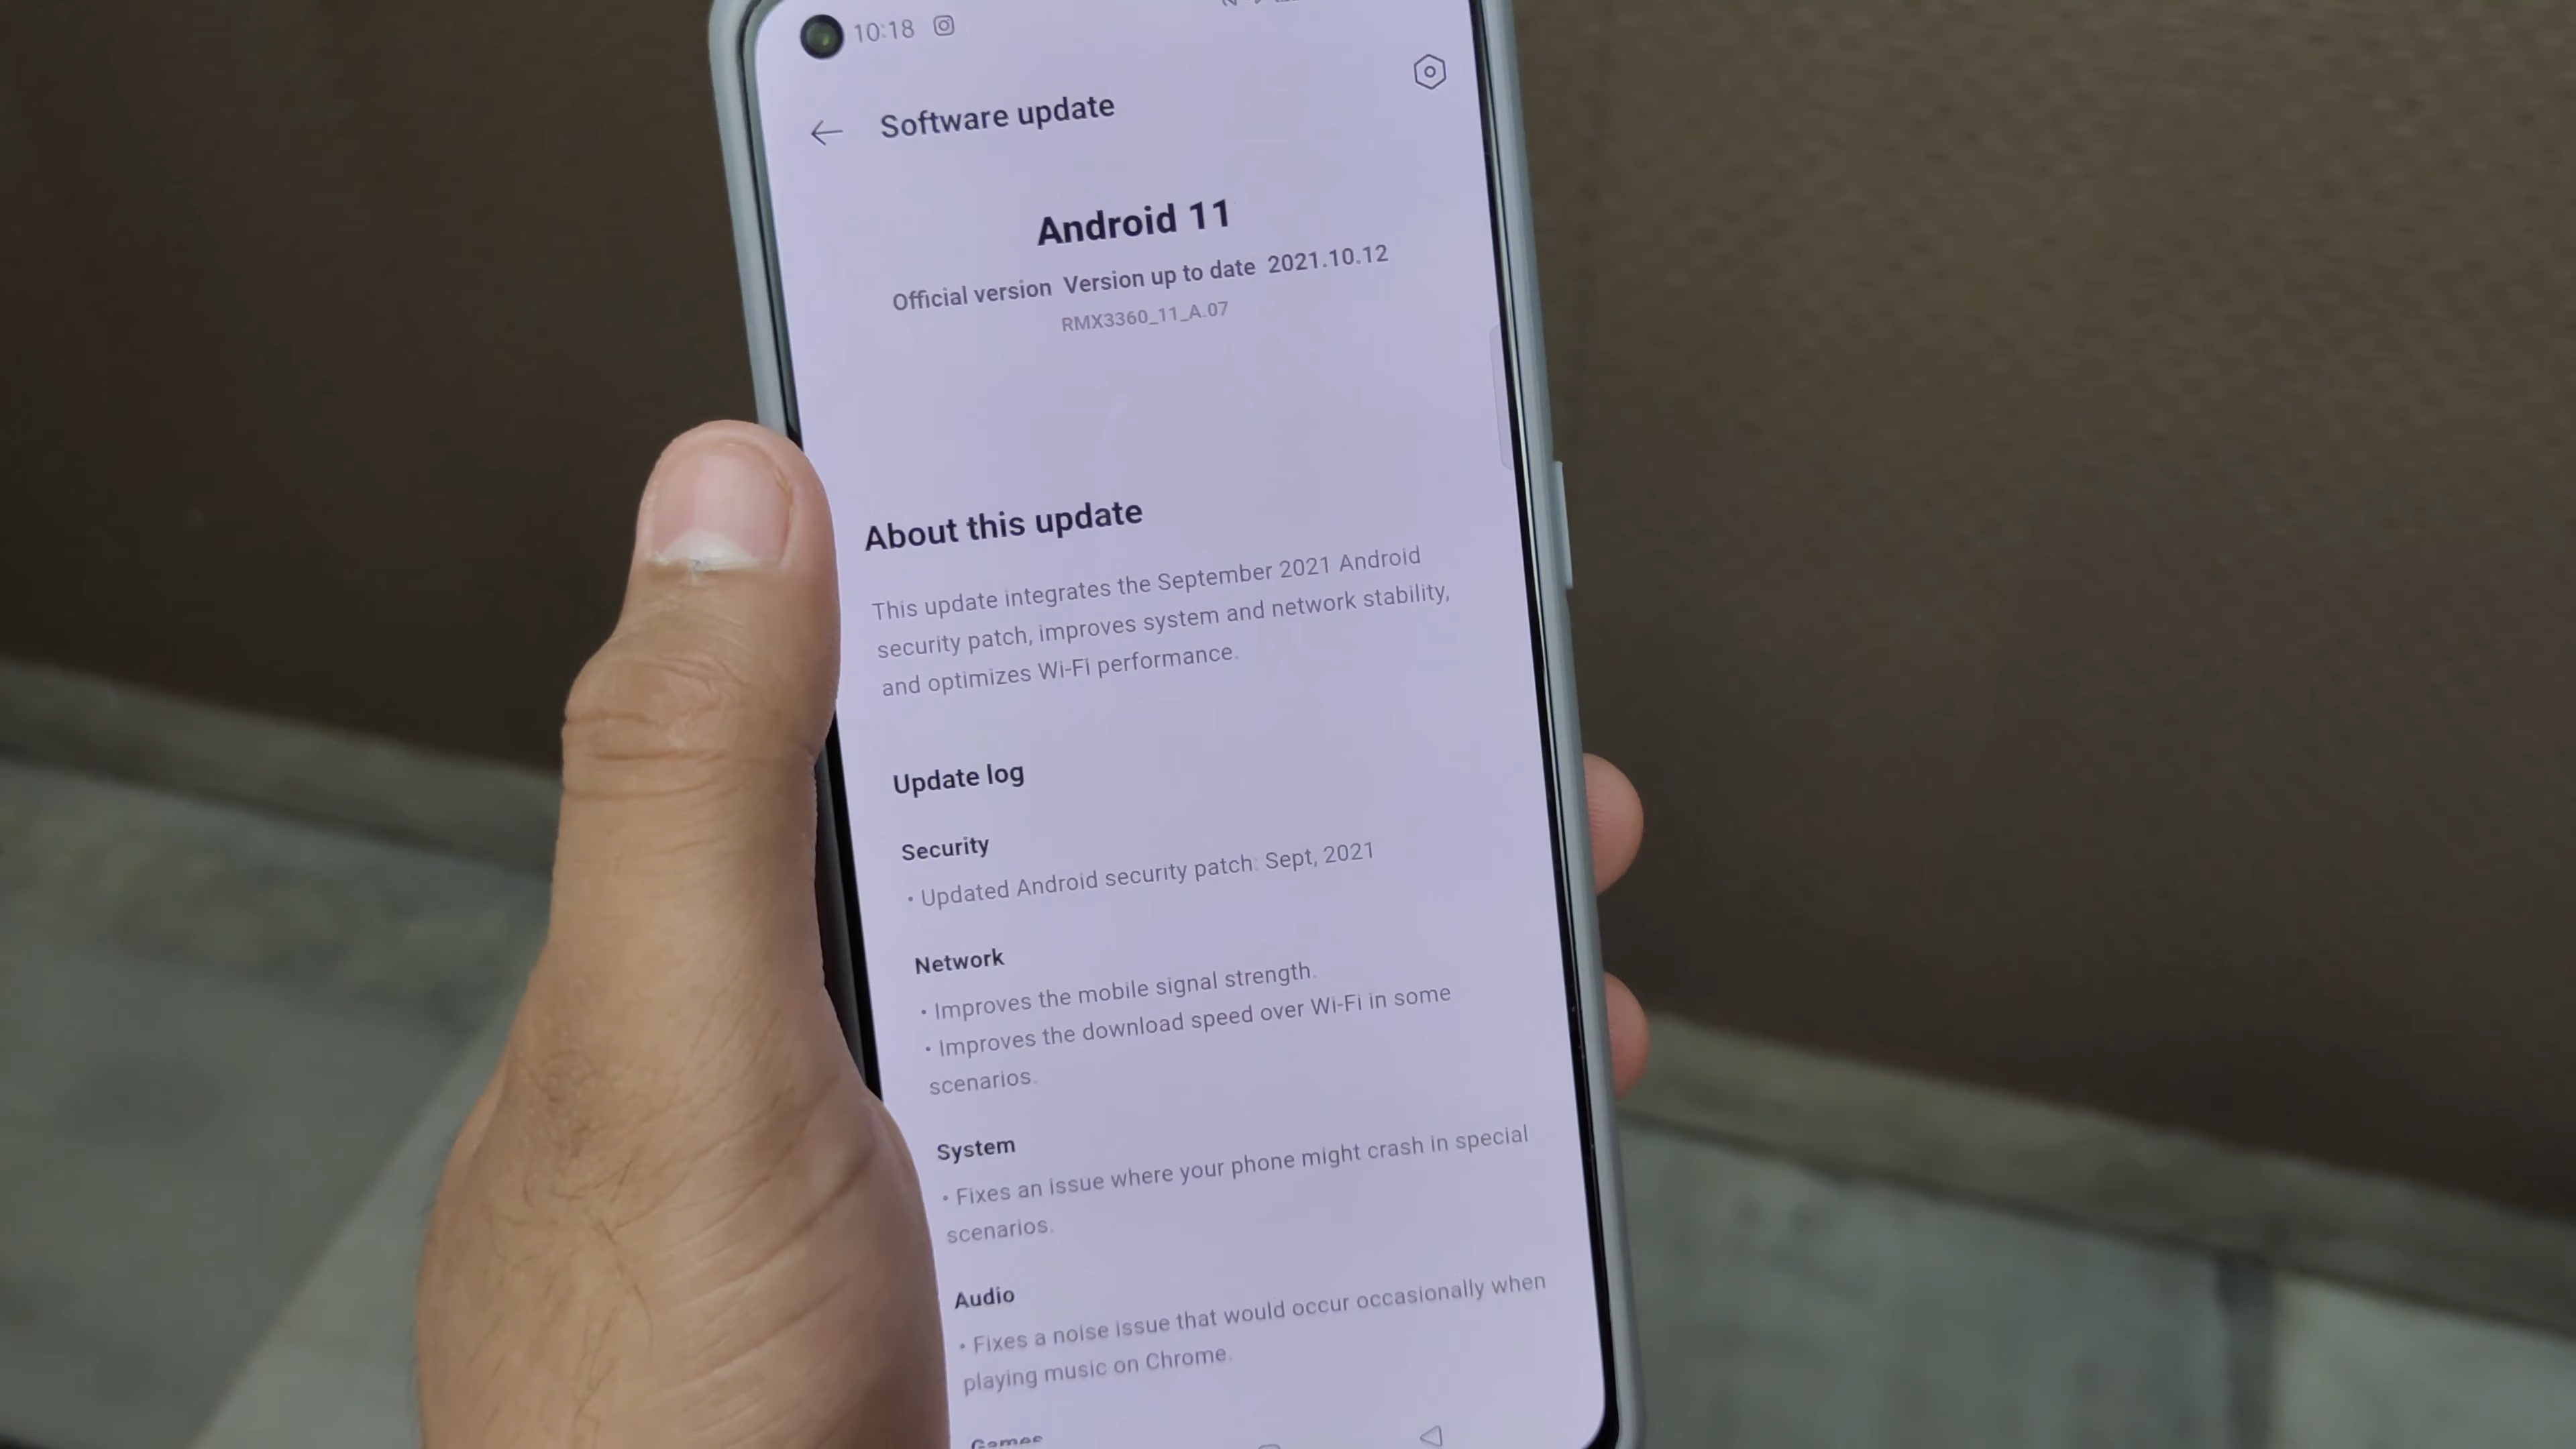 10:18
Software update
Android 11
Official version Version up to date 2021.10.12
RMX3360_11_A.07
About this update
This update integrates the September 2021 Android
security patch, improves system and network stability,
and optimizes Wi-Fi performance.
Update log
Security
• Updated Android security patch: Sept, 2021
Network
• Improves the mobile signal strength.
• Improves the download speed over Wi-Fi in some
scenarios.
System
• Fixes an issue where your phone might crash in special
scenarios.
Audio
• Fixes a noise issue that would occur occasionally when
playing music on Chrome.
Games